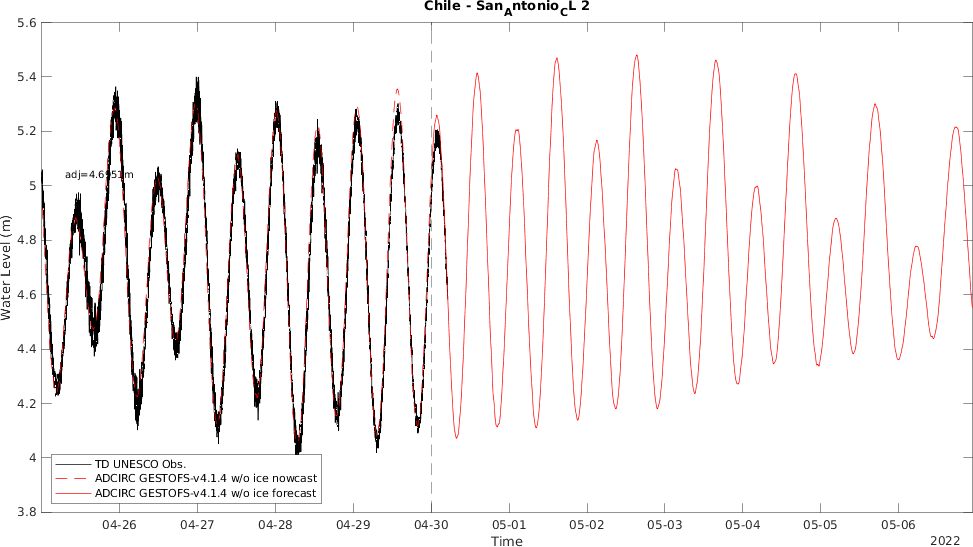 Chile - San_Antonio_CL 2
5.6
5.4
5.2
5
4.8
4.6
4.4
4.2
4
3.8
Water Level (m)
adj=4.6951m
TD UNESCO Obs.
ADCIRC GESTOFS-v4.1.4 w/o ice nowcast
ADCIRC GESTOFS-v4.1.4 w/o ice forecast
04-26 04-27 04-28 04-29 04-30 05-01 05-02 05-03 05-04 05-05 05-06
Time
2022